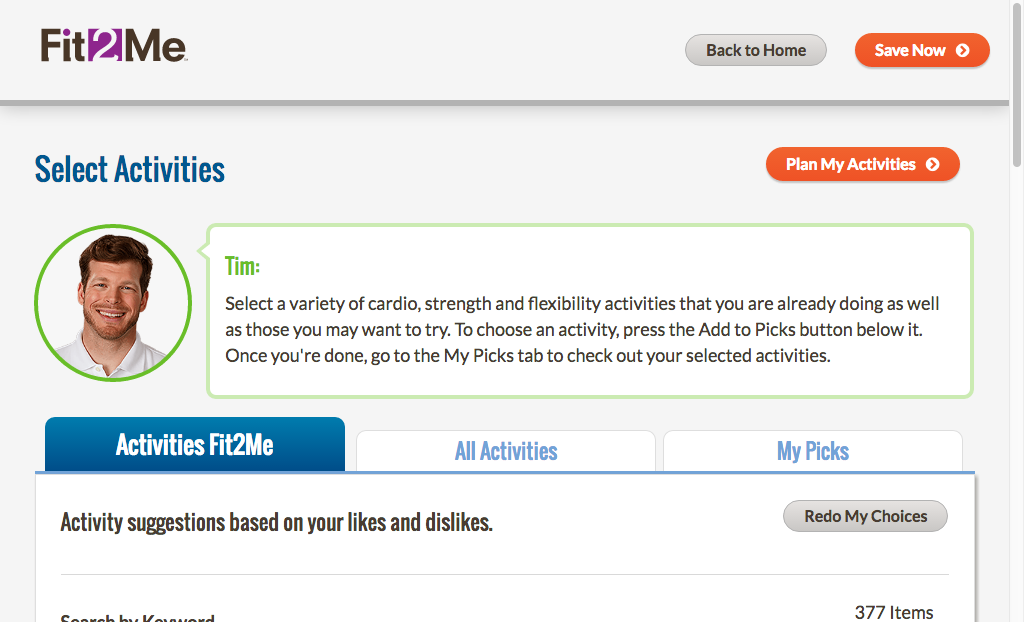 Fit2Me
Back to Home
Save Now
Select Activities
Plan My Activities
Tim:
Select a variety of cardio, strength and flexibility activities that you are already doing as well
as those you may want to try. To choose an activity, press the Add to Picks button below it.
Once you're done, go to the My Picks tab to check out your selected activities.
Activities Fit2Me
All Activities
My Picks
Activity suggestions based on your likes and dislikes.
Redo My Choices
Search by Keyword
377 Items